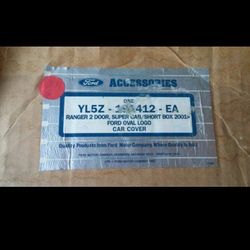 Ford ACCESSORIES
ONE
YL5Z - 412 - EA
RANGER 2 DOOR, SUPER CAB/SHORT BOX 2001>
FORD OVAL LOGO
CAR COVER
Quality Products from Ford Motor Company, Where Quality is Job 1